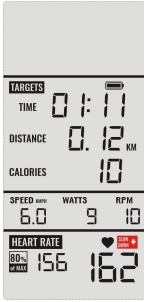 TARGETS
TIME 01:11
DISTANCE 0.12 KM
CALORIES 10
SPEED KMPH WATTS RPM
6.0 9 10
HEART RATE SLOW DOWN
80% of MAX 156 162